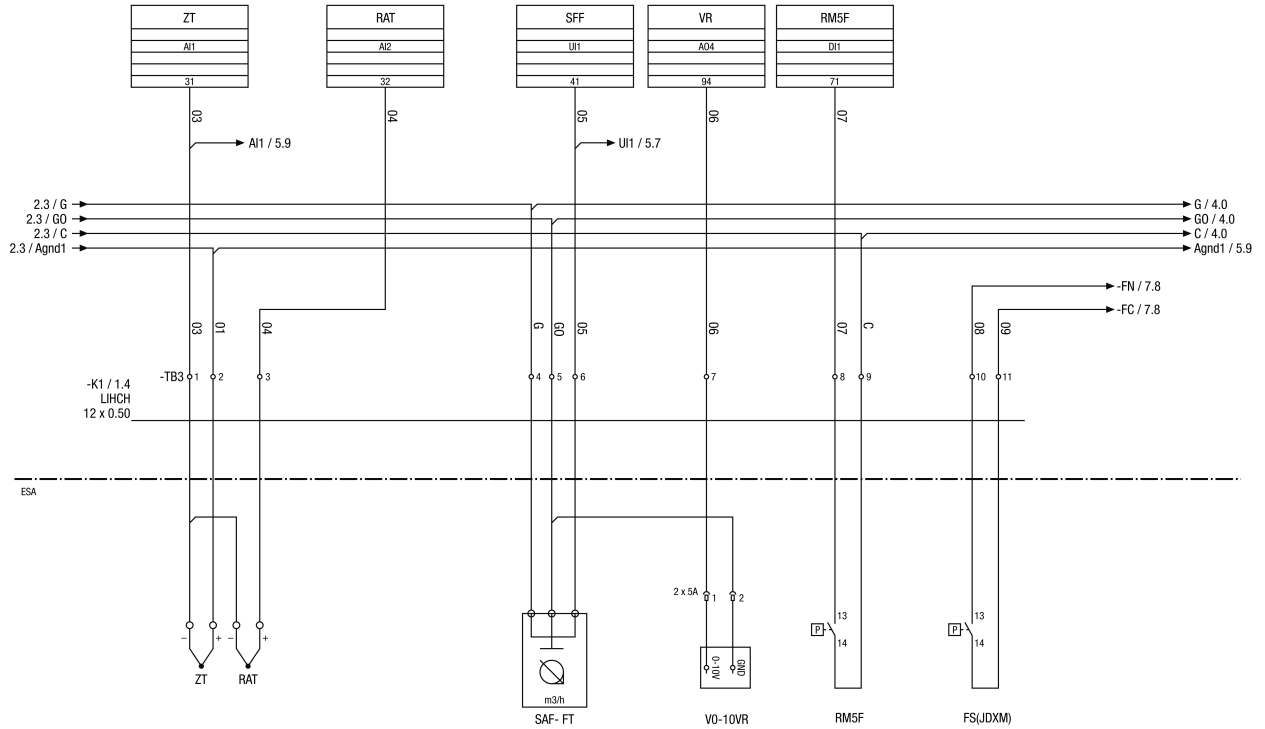 ZT RAT SFF VR RM5F
AI1 AI2 UI1 AO4 DI1
31 32 41 94 71
03 04 05 06 07
AI1 / 5.9 UI1 / 5.7
2.3 / G G / 4.0
2.3 / GO GO / 4.0
2.3 / C C / 4.0
2.3 / Agnd1 Agnd1 / 5.9
-FN / 7.8
-FC / 7.8
03 01 04 G GO 05 06 07 C 08 09
-TB3 1 2 3 4 5 6 7 8 9 10 11
-K1 / 1.4
LIHCH
12 x 0.50
ESA
2 x 5A 1 2
13 13
P P
14 14
− + − +
0-10V GND
ZT RAT
m3/h
SAF- FT V0-10VR RM5F FS(JDXM)